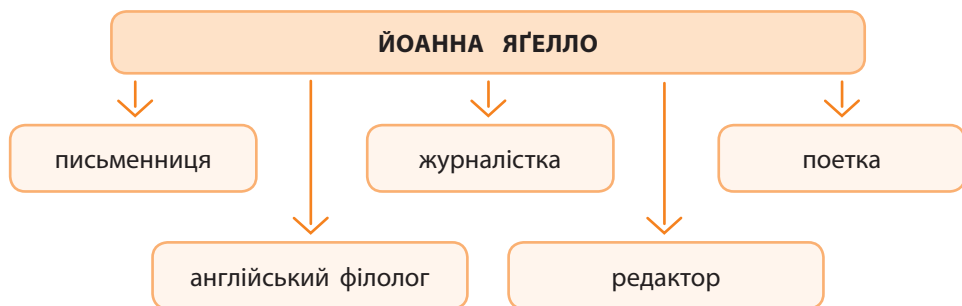 ЙОАННА ЯҐЕЛЛО
письменниця
журналістка
поетка
англійський філолог
редактор